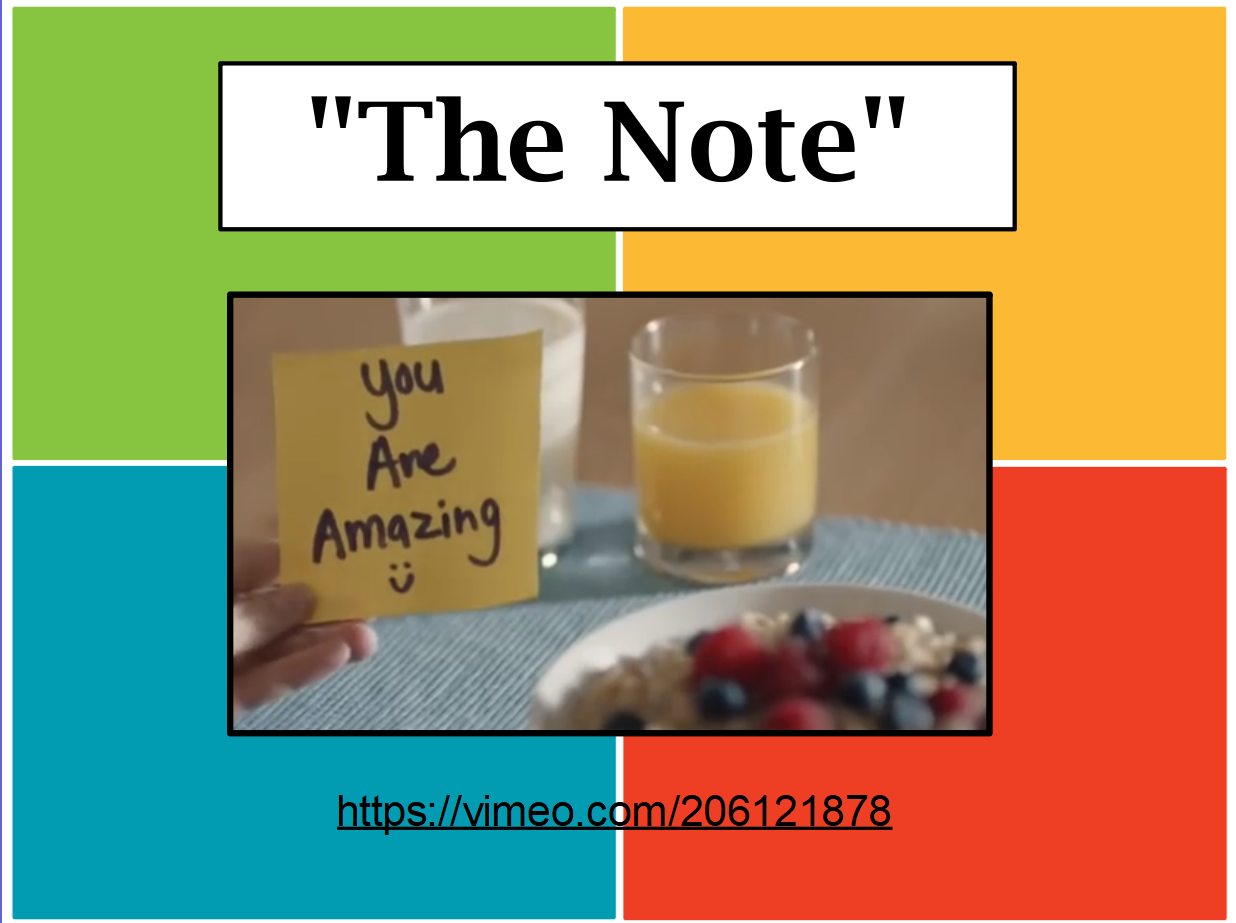 "The Note"
you
Are
Amazing
https://vimeo.com/206121878